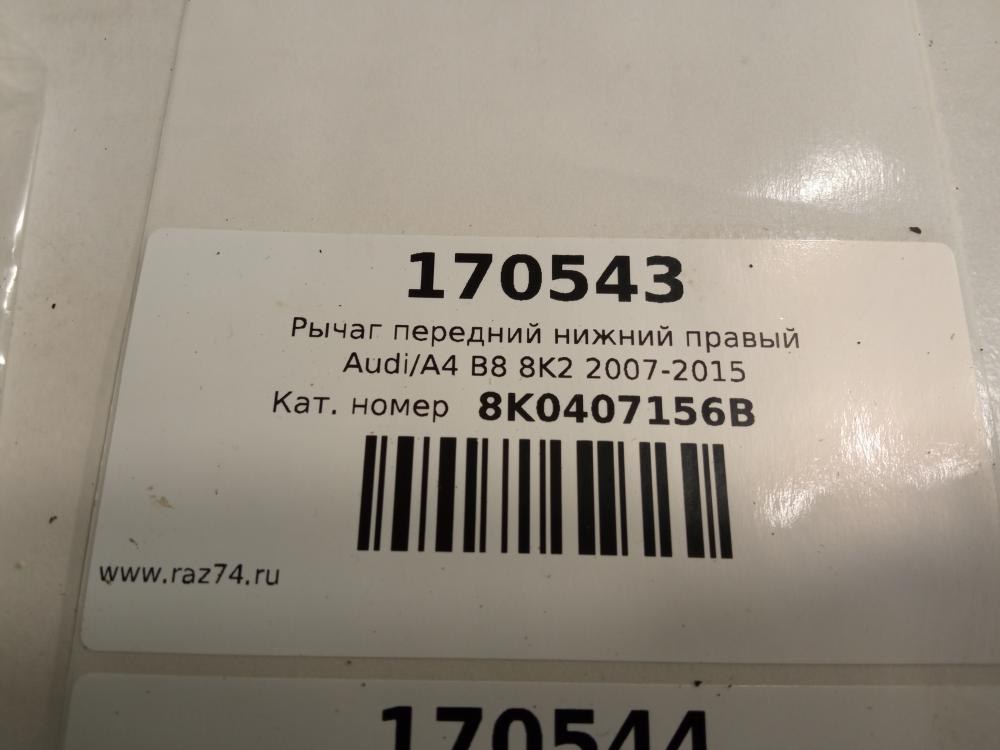 170543
Рычаг передний нижний правый
Audi/A4 B8 8K2 2007-2015
Кат. номер 8K0407156B
www.raz74.ru
170544